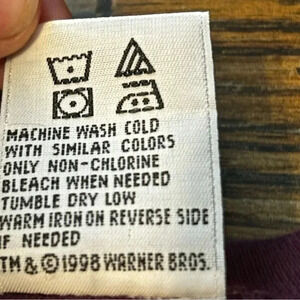 MACHINE WASH COLD
WITH SIMILAR COLORS
ONLY NON-CHLORINE
BLEACH WHEN NEEDED
TUMBLE DRY LOW
WARM IRON ON REVERSE SIDE
IF NEEDED
TM & © 1998 WARNER BROS.